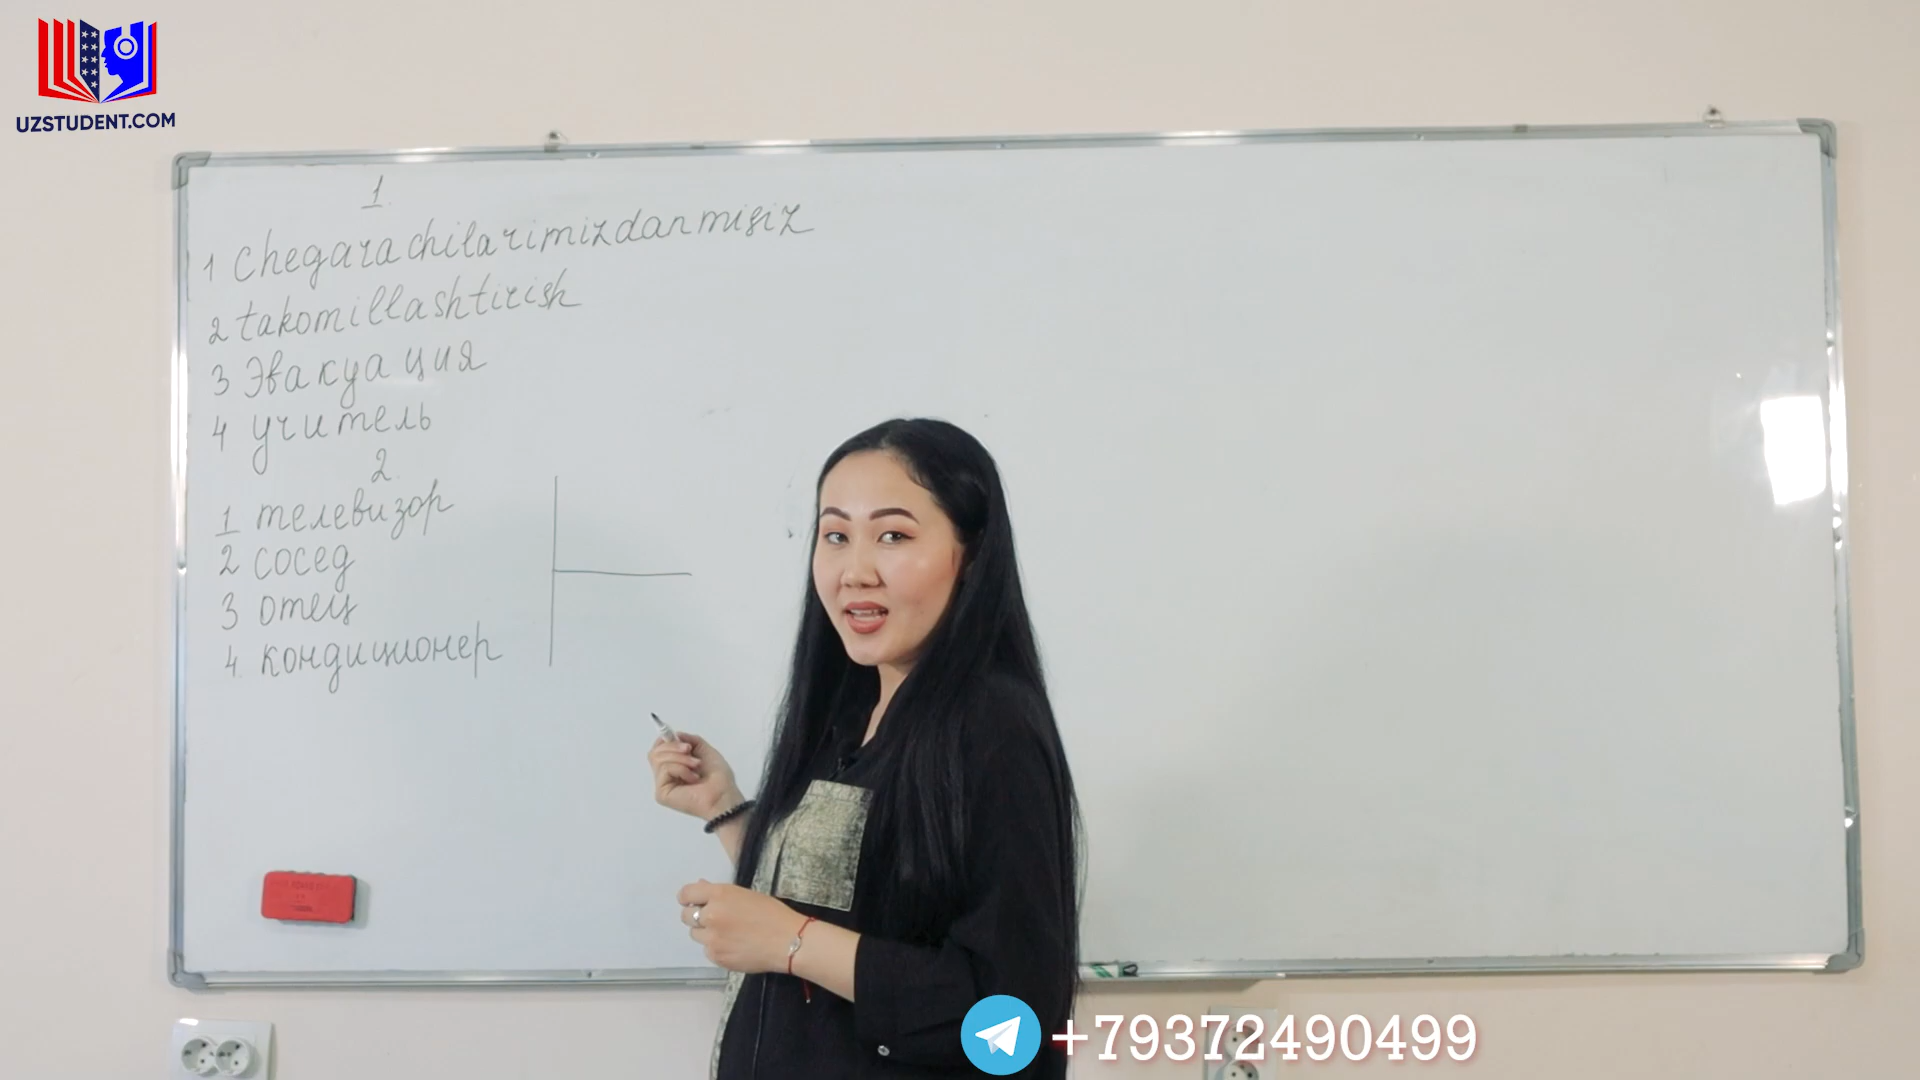 UZSTUDENT.COM
1.
1 Chegarachilarimizdanmisiz
2 takomillashtirish
3 Эвакуация
4 учитель
2.
1 телевизор
2 сосед
3 отец
4. кондиционер
+79372490499